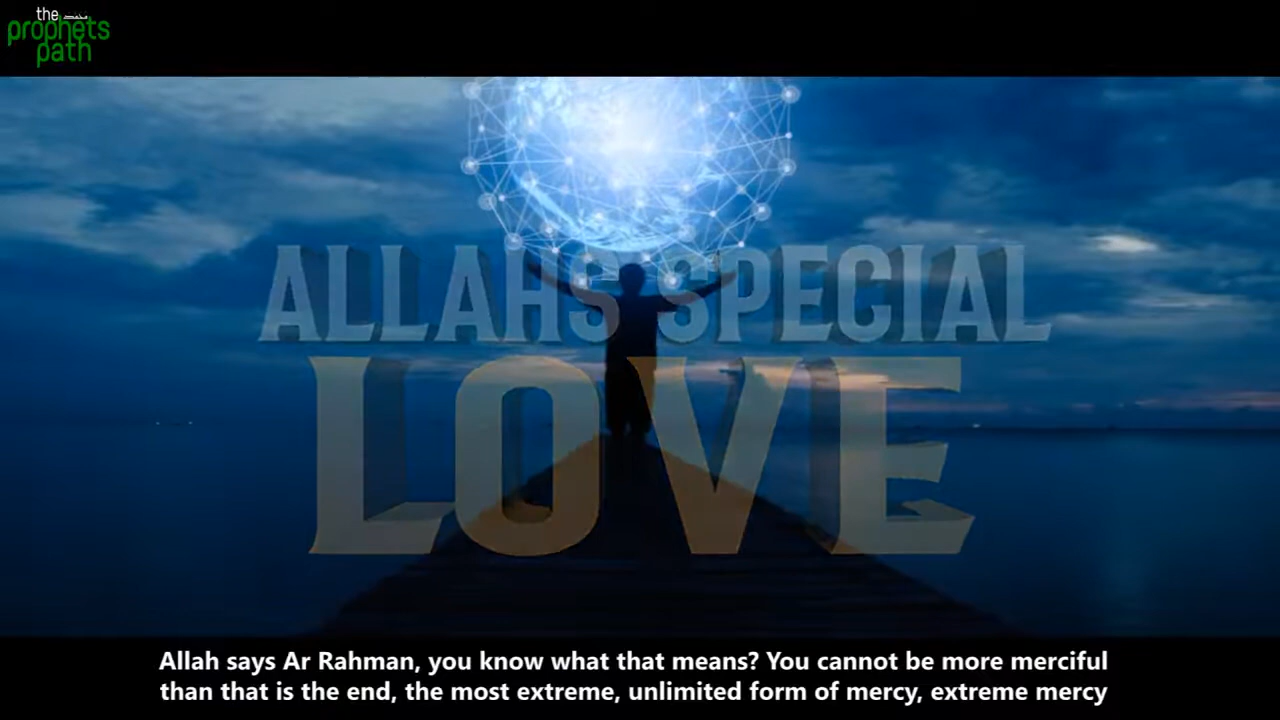 the
prophets
path
ALLAHS SPECIAL
LOVE
Allah says Ar Rahman, you know what that means? You cannot be more merciful
than that is the end, the most extreme, unlimited form of mercy, extreme mercy